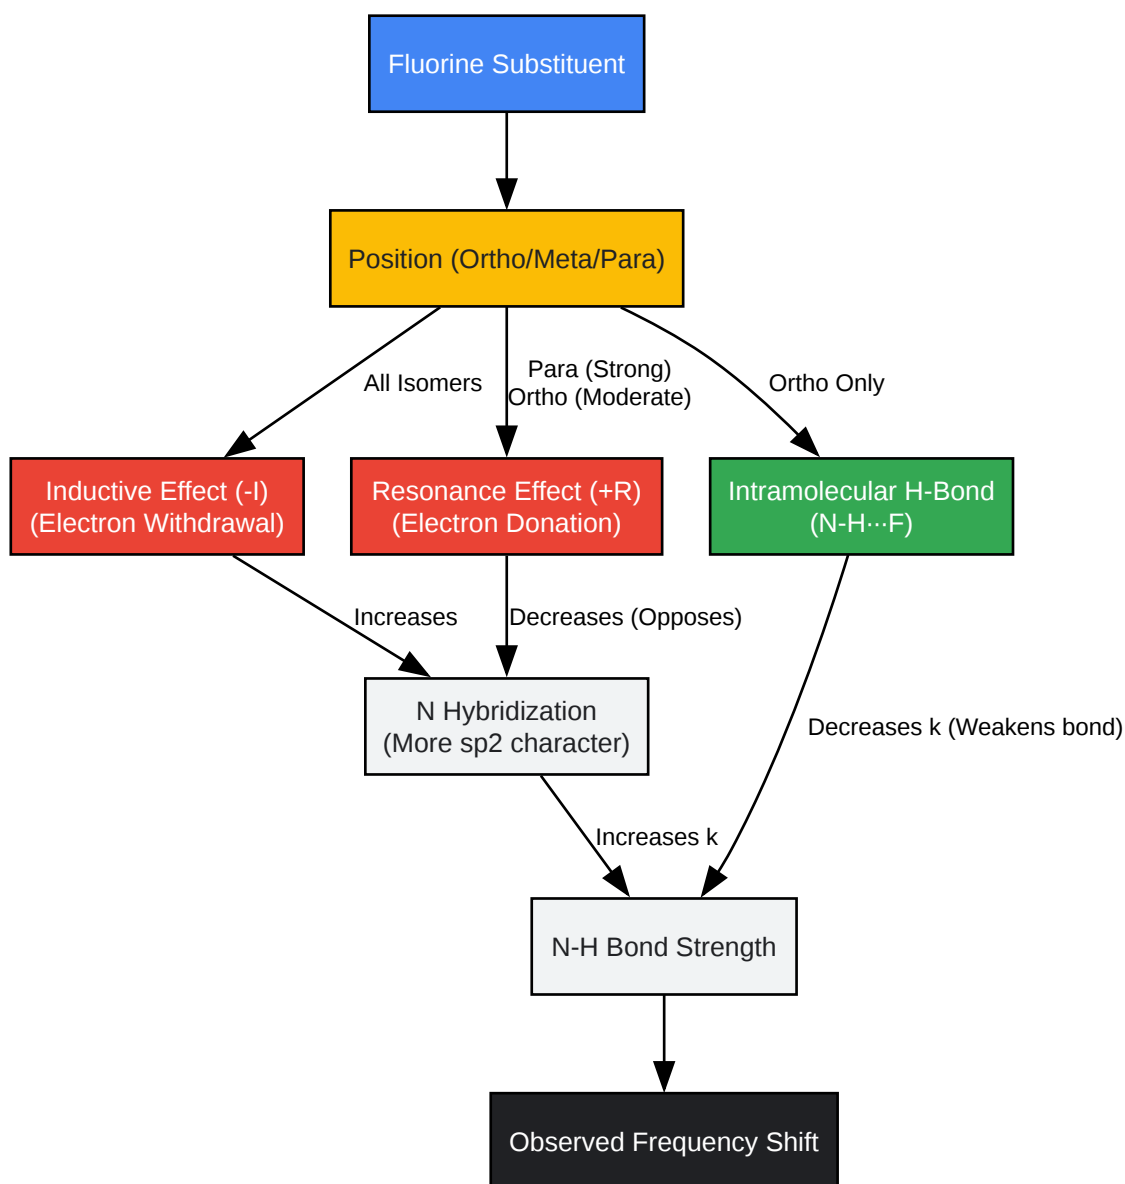 Fluorine Substituent
Position (Ortho/Meta/Para)
All Isomers
Para (Strong)
Ortho (Moderate)
Ortho Only
Inductive Effect (-I)
(Electron Withdrawal)
Resonance Effect (+R)
(Electron Donation)
Intramolecular H-Bond
(N-H···F)
Increases
Decreases (Opposes)
N Hybridization
(More sp2 character)
Decreases k (Weakens bond)
Increases k
N-H Bond Strength
Observed Frequency Shift